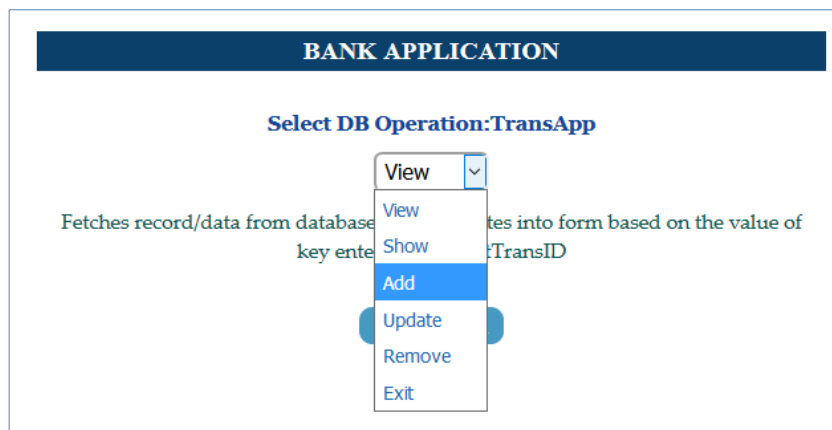 BANK APPLICATION
Select DB Operation:TransApp
View
View
Fetches record/data from database tes into form based on the value of
Show
key ente tTransID
Add
Update
Remove
Exit